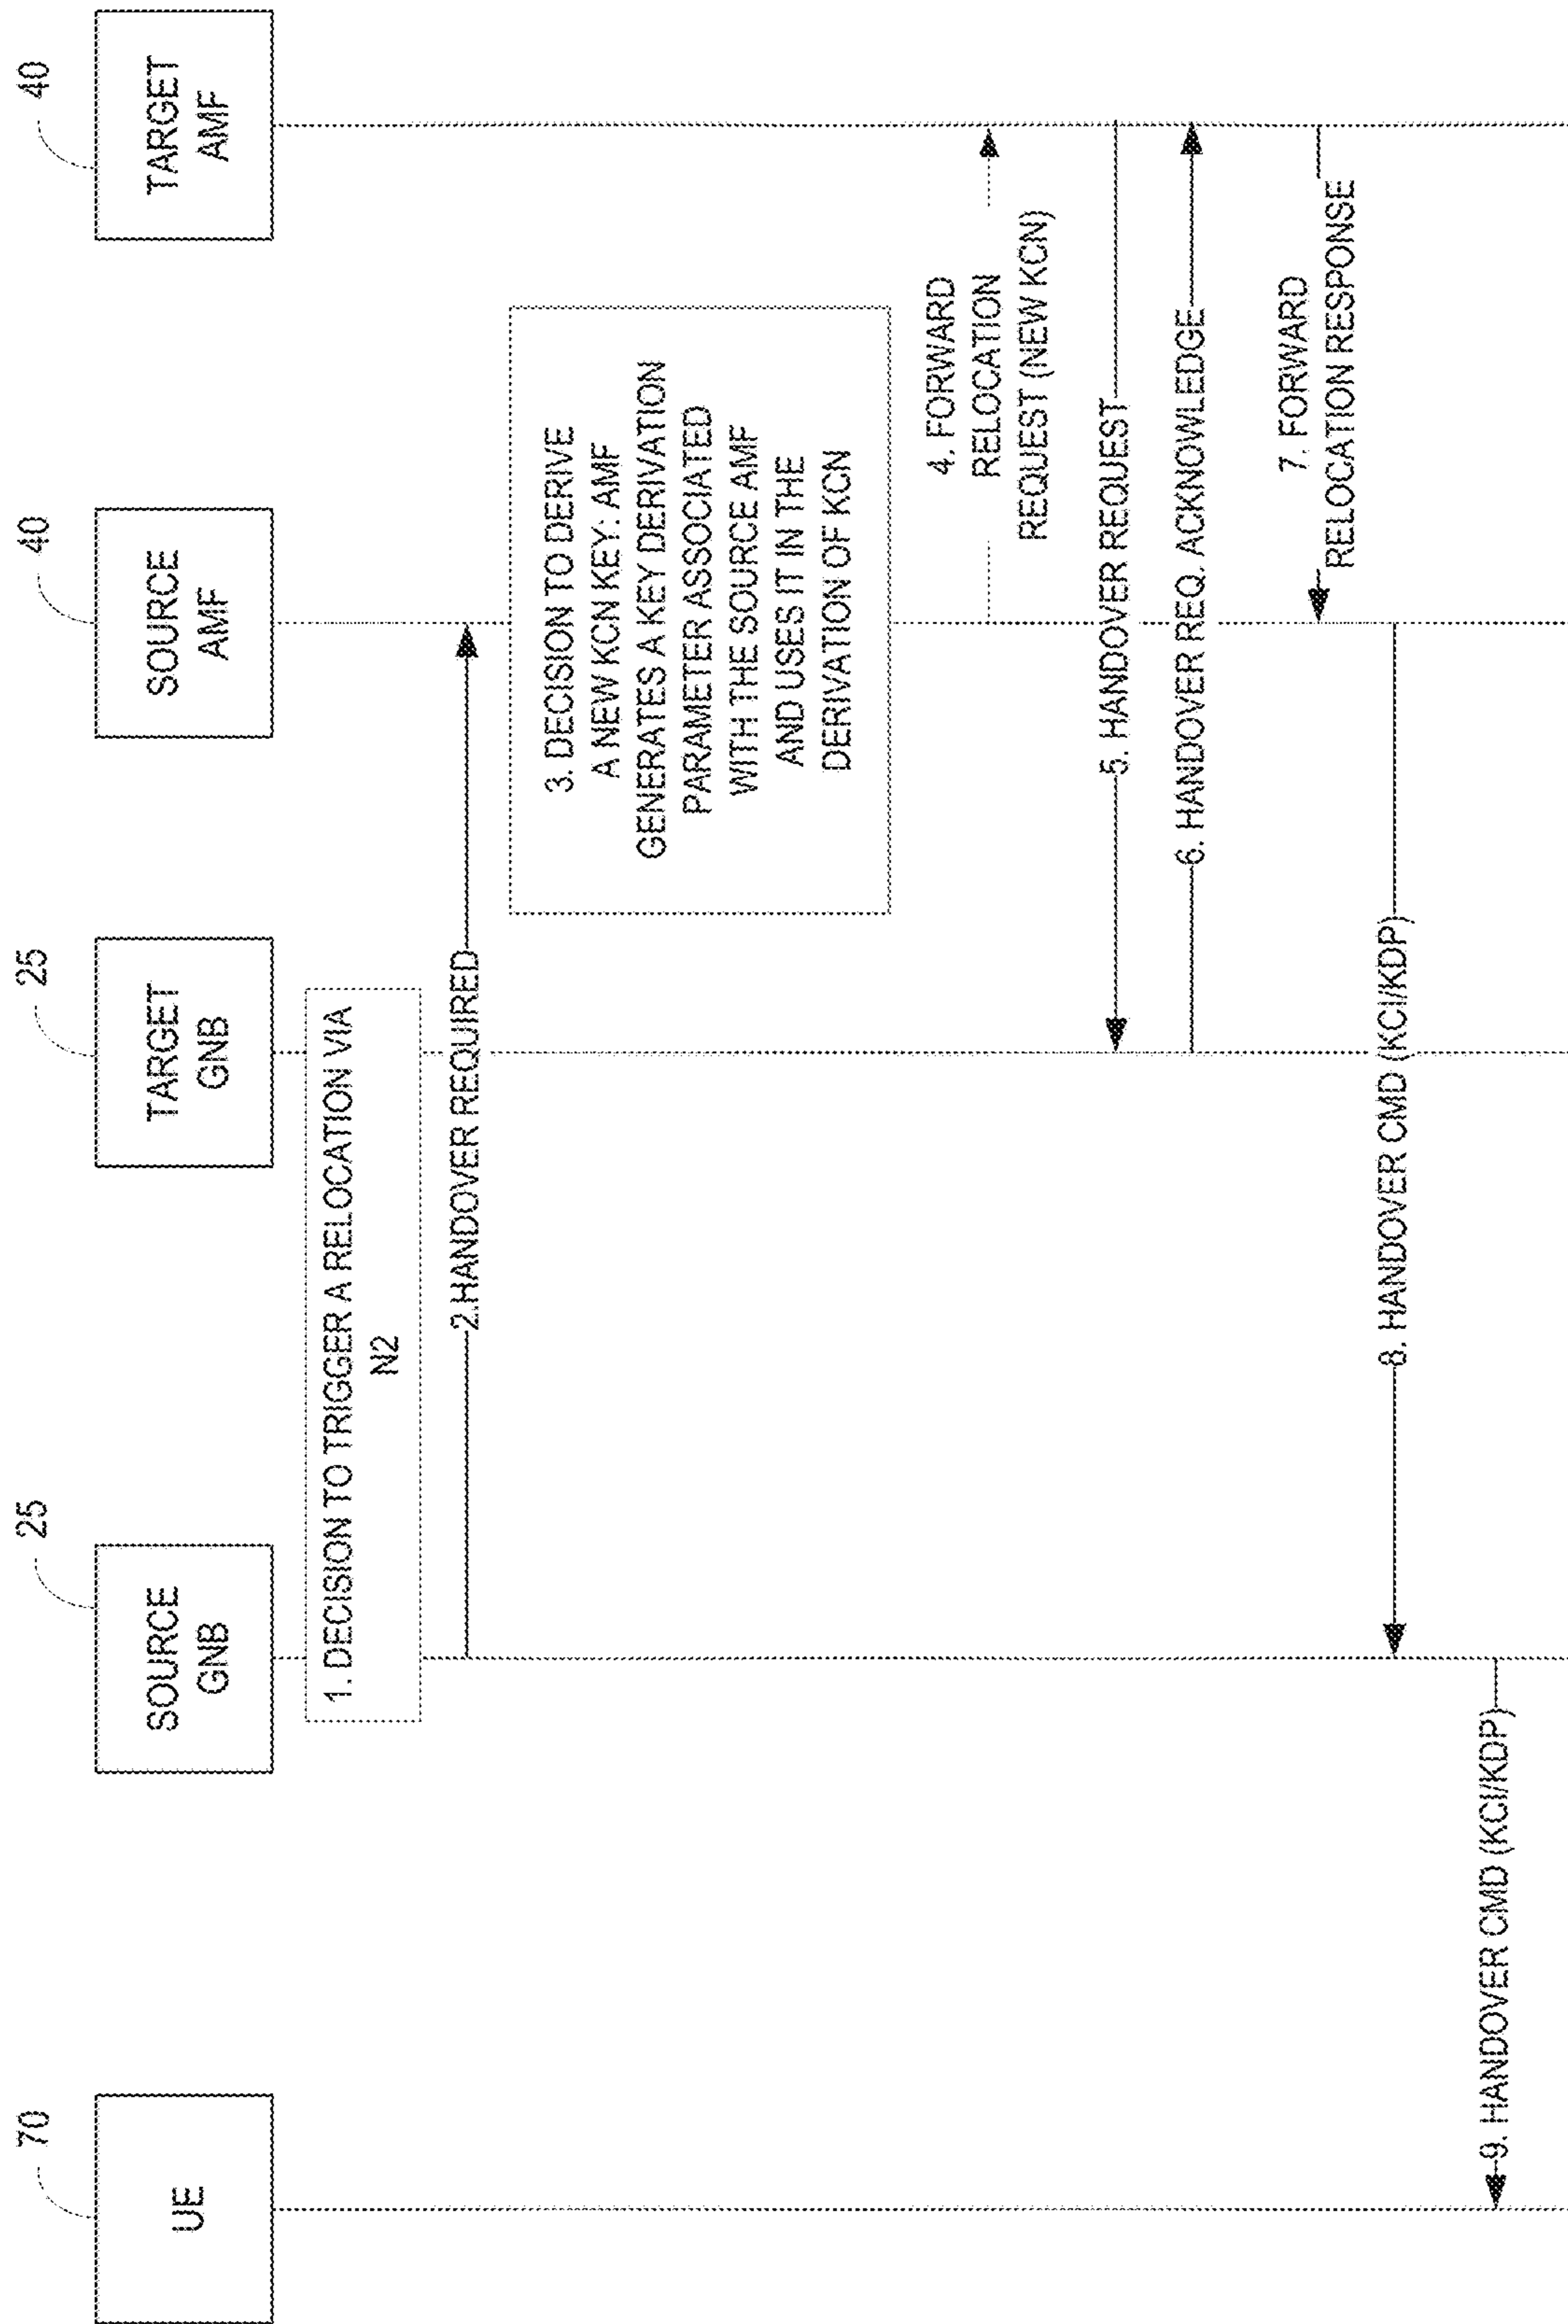 70
25
25
40
40
UE
SOURCE
GNB
TARGET
GNB
SOURCE
AMF
TARGET
AMF
1. DECISION TO TRIGGER A RELOCATION VIA
N2
2.HANDOVER REQUIRED
3. DECISION TO DERIVE
A NEW KCN KEY: AMF
GENERATES A KEY DERIVATION
PARAMETER ASSOCIATED
WITH THE SOURCE AMF
AND USES IT IN THE
DERIVATION OF KCN
4. FORWARD
RELOCATION
REQUEST (NEW KCN)
5. HANDOVER REQUEST
6. HANDOVER REQ. ACKNOWLEDGE
7. FORWARD
RELOCATION RESPONSE
8. HANDOVER CMD (KCI/KDP)
9. HANDOVER CMD (KCI/KDP)